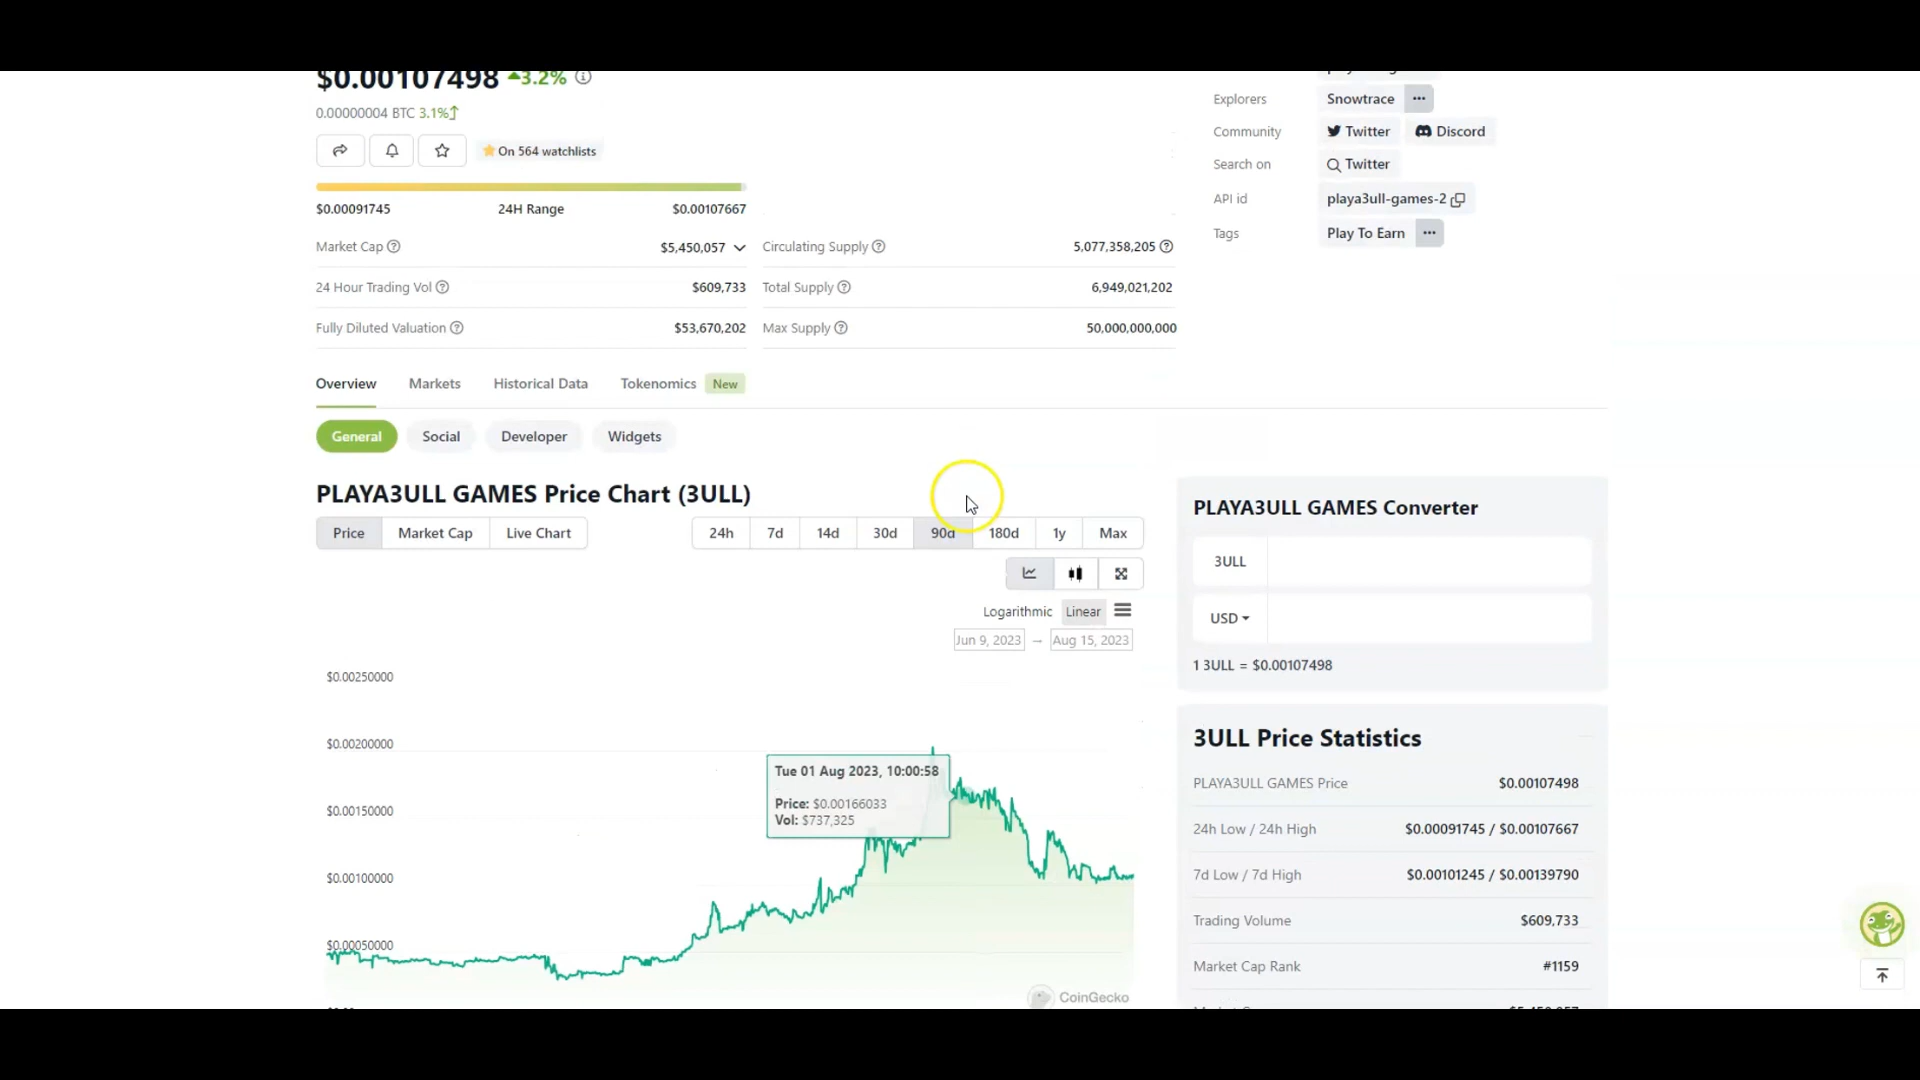 $0.00107498 3.2%
0.00000004 BTC 3.1%
On 564 watchlists
$0.00091745 24H Range $0.00107667
Market Cap $5,450,057
24 Hour Trading Vol $609,733
Fully Diluted Valuation $53,670,202
Circulating Supply 5,077,358,205
Total Supply 6,949,021,202
Max Supply 50,000,000,000
Explorers Snowtrace •••
Community Twitter Discord
Search on Twitter
API id playa3ull-games-2
Tags Play To Earn •••
Overview Markets Historical Data Tokenomics New
General Social Developer Widgets
PLAYA3ULL GAMES Price Chart (3ULL)
Price Market Cap Live Chart 24h 7d 14d 30d 90d 180d 1y Max
Logarithmic Linear
Jun 9, 2023 → Aug 15, 2023
$0.00250000
$0.00200000
$0.00150000
$0.00100000
$0.00050000
Tue 01 Aug 2023, 10:00:58
Price: $0.00166033
Vol: $737,325
CoinGecko
PLAYA3ULL GAMES Converter
3ULL
USD
1 3ULL = $0.00107498
3ULL Price Statistics
PLAYA3ULL GAMES Price $0.00107498
24h Low / 24h High $0.00091745 / $0.00107667
7d Low / 7d High $0.00101245 / $0.00139790
Trading Volume $609,733
Market Cap Rank #1159